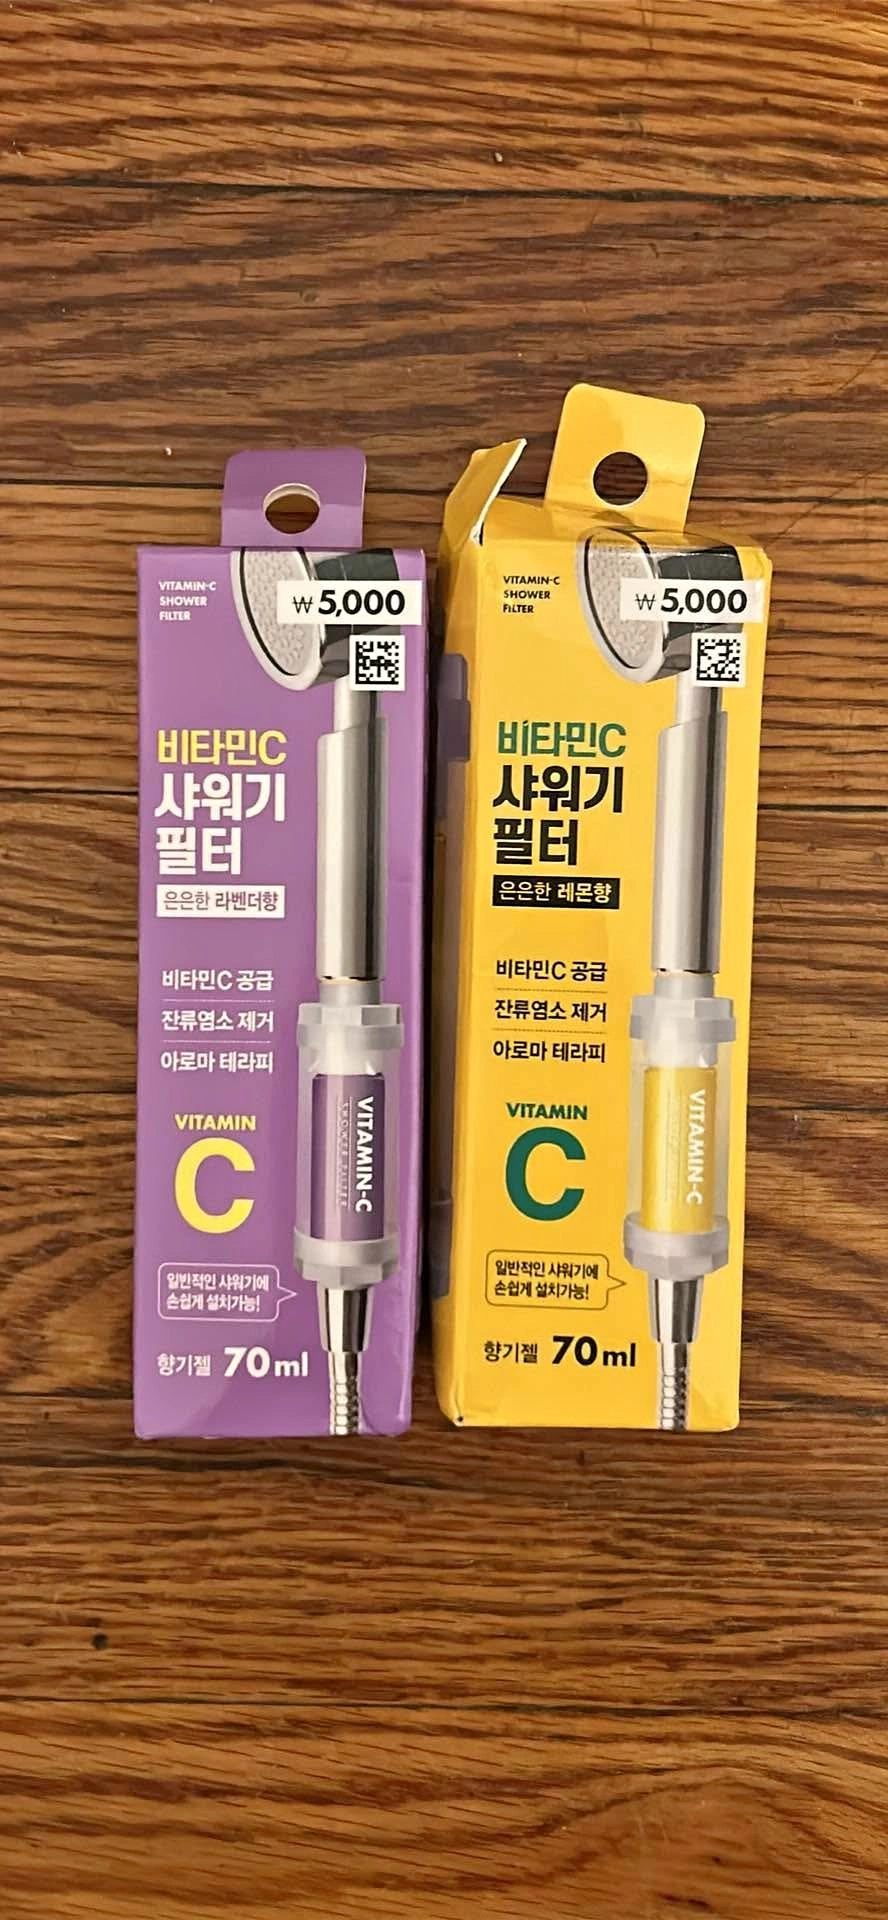 VITAMIN-C
SHOWER
FILTER
₩5,000
비타민C
샤워기
필터
은은한 라벤더향
비타민C 공급
잔류염소 제거
아로마 테라피
VITAMIN
C
VITAMIN-C
SHOWER FILTER
일반적인 샤워기에
손쉽게 설치가능!
향기젤 70ml
VITAMIN-C
SHOWER
FILTER
₩5,000
비타민C
샤워기
필터
은은한 레몬향
비타민C 공급
잔류염소 제거
아로마 테라피
VITAMIN
C
VITAMIN-C
일반적인 샤워기에
손쉽게 설치가능!
향기젤 70ml